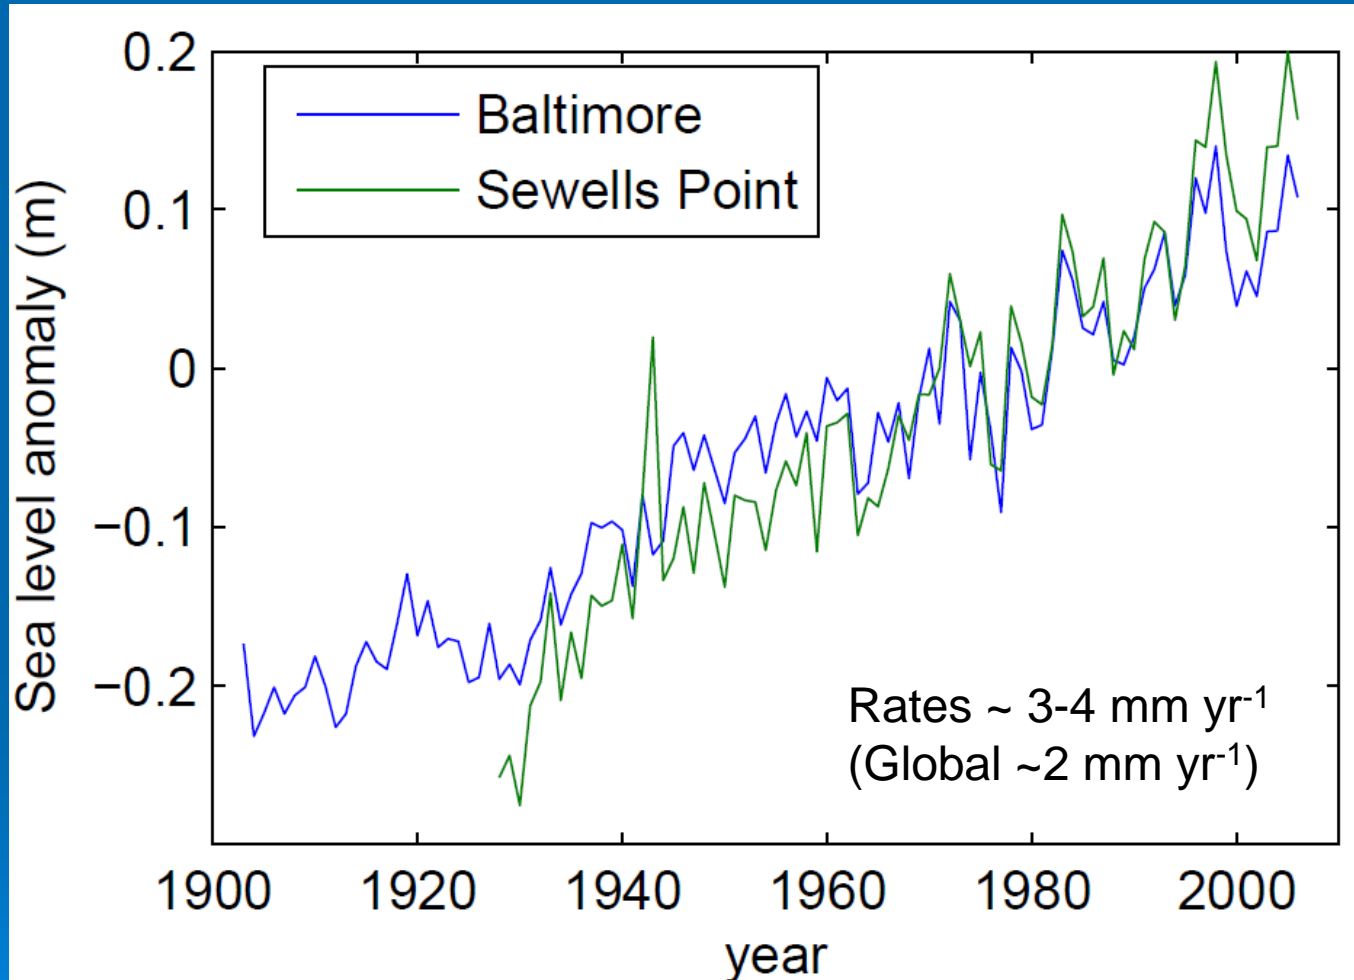 Sea level anomaly (m)
0.2
0.1
0
−0.1
−0.2
Baltimore
Sewells Point
Rates ~ 3-4 mm yr-1
(Global ~2 mm yr-1)
1900 1920 1940 1960 1980 2000
year